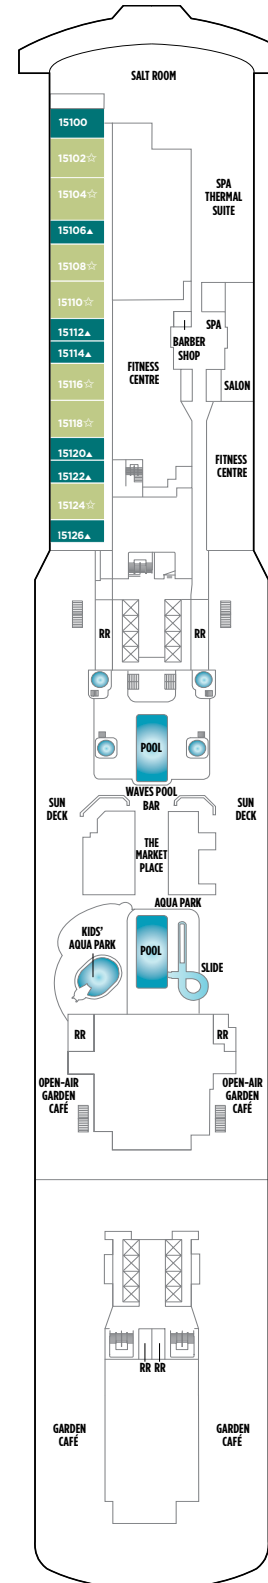 SALT ROOM
15100
15102☆
15104☆
15106▲
15108☆
15110☆
15112▲
15114▲
15116☆
15118☆
15120▲
15122▲
15124☆
15126▲
SPA
THERMAL
SUITE
SPA
BARBER
SHOP
SALON
FITNESS
CENTRE
FITNESS
CENTRE
RR
RR
POOL
WAVES POOL
BAR
SUN
DECK
SUN
DECK
THE
MARKET
PLACE
AQUA PARK
KIDS'
AQUA PARK
POOL
SLIDE
RR
RR
OPEN-AIR
GARDEN
CAFÉ
OPEN-AIR
GARDEN
CAFÉ
RR RR
GARDEN
CAFÉ
GARDEN
CAFÉ